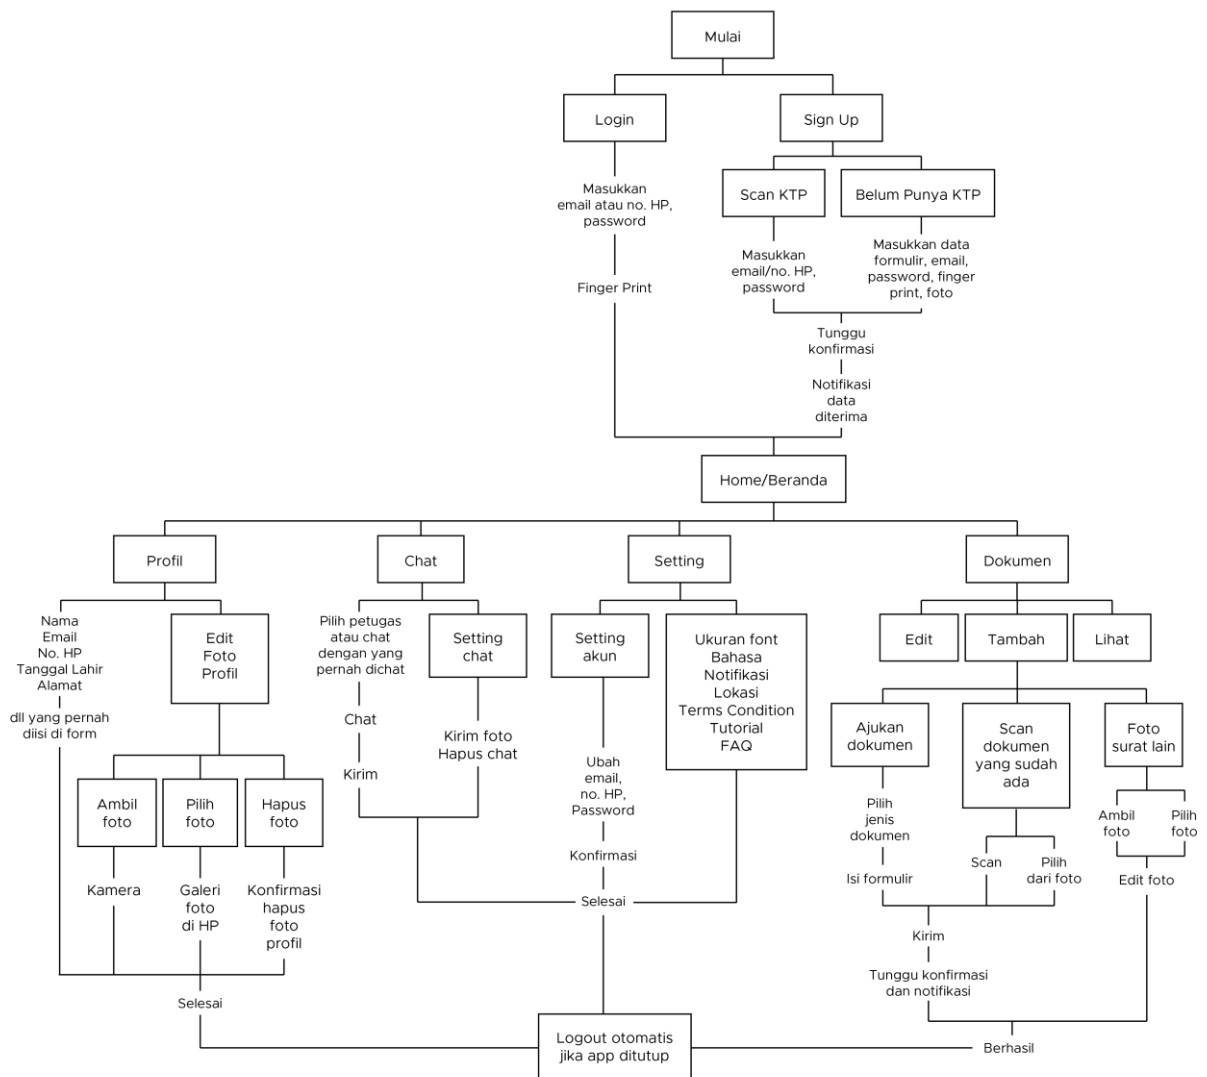 Mulai
Login
Sign Up
Masukkan
email atau no. HP,
password
Finger Print
Scan KTP
Belum Punya KTP
Masukkan
email/no. HP,
password
Masukkan data
formulir, email,
password, finger
print, foto
Tunggu
konfirmasi
Notifikasi
data
diterima
Home/Beranda
Profil
Chat
Setting
Dokumen
Nama
Email
No. HP
Tanggal Lahir
Alamat
dll yang pernah
diisi di form
Edit
Foto
Profil
Ambil
foto
Pilih
foto
Hapus
foto
Kamera
Galeri
foto
di HP
Konfirmasi
hapus
foto
profil
Selesai
Pilih petugas
atau chat
dengan yang
pernah dichat
Chat
Kirim
Setting
chat
Kirim foto
Hapus chat
Setting
akun
Ubah
email,
no. HP,
Password
Konfirmasi
Ukuran font
Bahasa
Notifikasi
Lokasi
Terms Condition
Tutorial
FAQ
Selesai
Edit
Tambah
Lihat
Ajukan
dokumen
Scan
dokumen
yang sudah
ada
Foto
surat lain
Pilih
jenis
dokumen
Isi formulir
Scan
Pilih
dari foto
Ambil
foto
Pilih
foto
Edit foto
Kirim
Tunggu konfirmasi
dan notifikasi
Berhasil
Logout otomatis
jika app ditutup